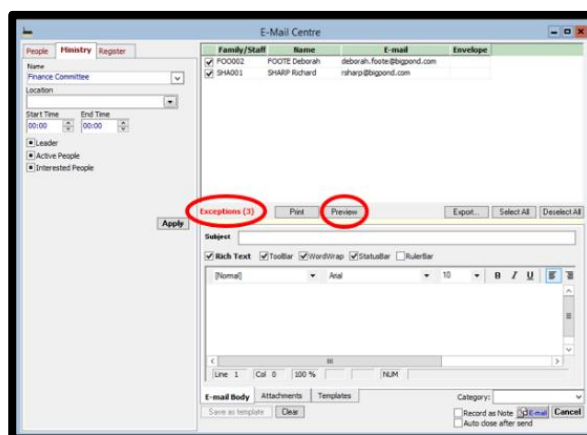 E-Mail Centre
People Ministry Register
Name
Finance Committee
Location
Start Time End Time
00:00 00:00
Leader
Active People
Interested People
Apply
Family/Staff Name E-mail Envelope
FOO002 FOOTE Deborah deborah.foote@bigpond.com
SHA001 SHARP Richard rsharp@bigpond.com
Exceptions (3) Print Preview Export... Select All Deselect All
Subject
Rich Text ToolBar WordWrap StatusBar RulerBar
[Normal] Arial 10 B I U
Line 1 Col 0 100 % NUM
E-mail Body Attachments Templates
Category:
Save as template Clear
Record as Note E-mail Cancel
Auto close after send